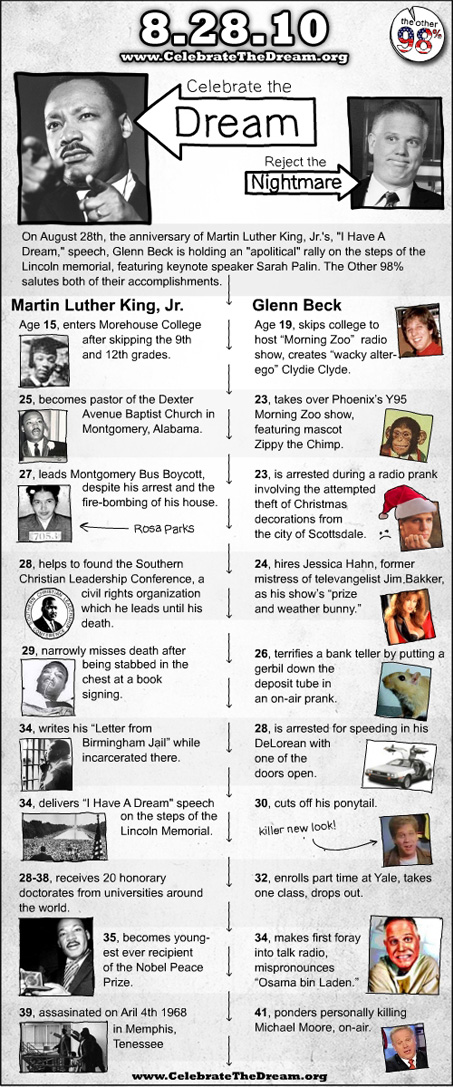 8.28.10
www.CelebrateTheDream.org
the other
98%
Celebrate the
Dream
Reject the
Nightmare
On August 28th, the anniversary of Martin Luther King, Jr.'s, "I Have A
Dream," speech, Glenn Beck is holding an "apolitical" rally on the steps of the
Lincoln memorial, featuring keynote speaker Sarah Palin. The Other 98%
salutes both of their accomplishments.
Martin Luther King, Jr.
Age 15, enters Morehouse College
after skipping the 9th
and 12th grades.
25, becomes pastor of the Dexter
Avenue Baptist Church in
Montgomery, Alabama.
27, leads Montgomery Bus Boycott,
despite his arrest and the
fire-bombing of his house.
Rosa Parks
7053
28, helps to found the Southern
Christian Leadership Conference, a
civil rights organization
which he leads until his
death.
29, narrowly misses death after
being stabbed in the
chest at a book
signing.
34, writes his "Letter from
Birmingham Jail" while
incarcerated there.
34, delivers "I Have A Dream" speech
on the steps of the
Lincoln Memorial.
28-38, receives 20 honorary
doctorates from universities around
the world.
35, becomes young-
est ever recipient
of the Nobel Peace
Prize.
39, assasinated on Aril 4th 1968
in Memphis,
Tenessee
Glenn Beck
Age 19, skips college to
host "Morning Zoo" radio
show, creates "wacky alter-
ego" Clydie Clyde.
23, takes over Phoenix's Y95
Morning Zoo show,
featuring mascot
Zippy the Chimp.
23, is arrested during a radio prank
involving the attempted
theft of Christmas
decorations from
the city of Scottsdale.
24, hires Jessica Hahn, former
mistress of televangelist Jim Bakker,
as his show's "prize
and weather bunny."
26, terrifies a bank teller by putting a
gerbil down the
deposit tube in
an on-air prank.
28, is arrested for speeding in his
DeLorean with
one of the
doors open.
30, cuts off his ponytail.
killer new look!
32, enrolls part time at Yale, takes
one class, drops out.
34, makes first foray
into talk radio,
mispronounces
"Osama bin Laden."
41, ponders personally killing
Michael Moore, on-air.
www.CelebrateTheDream.org